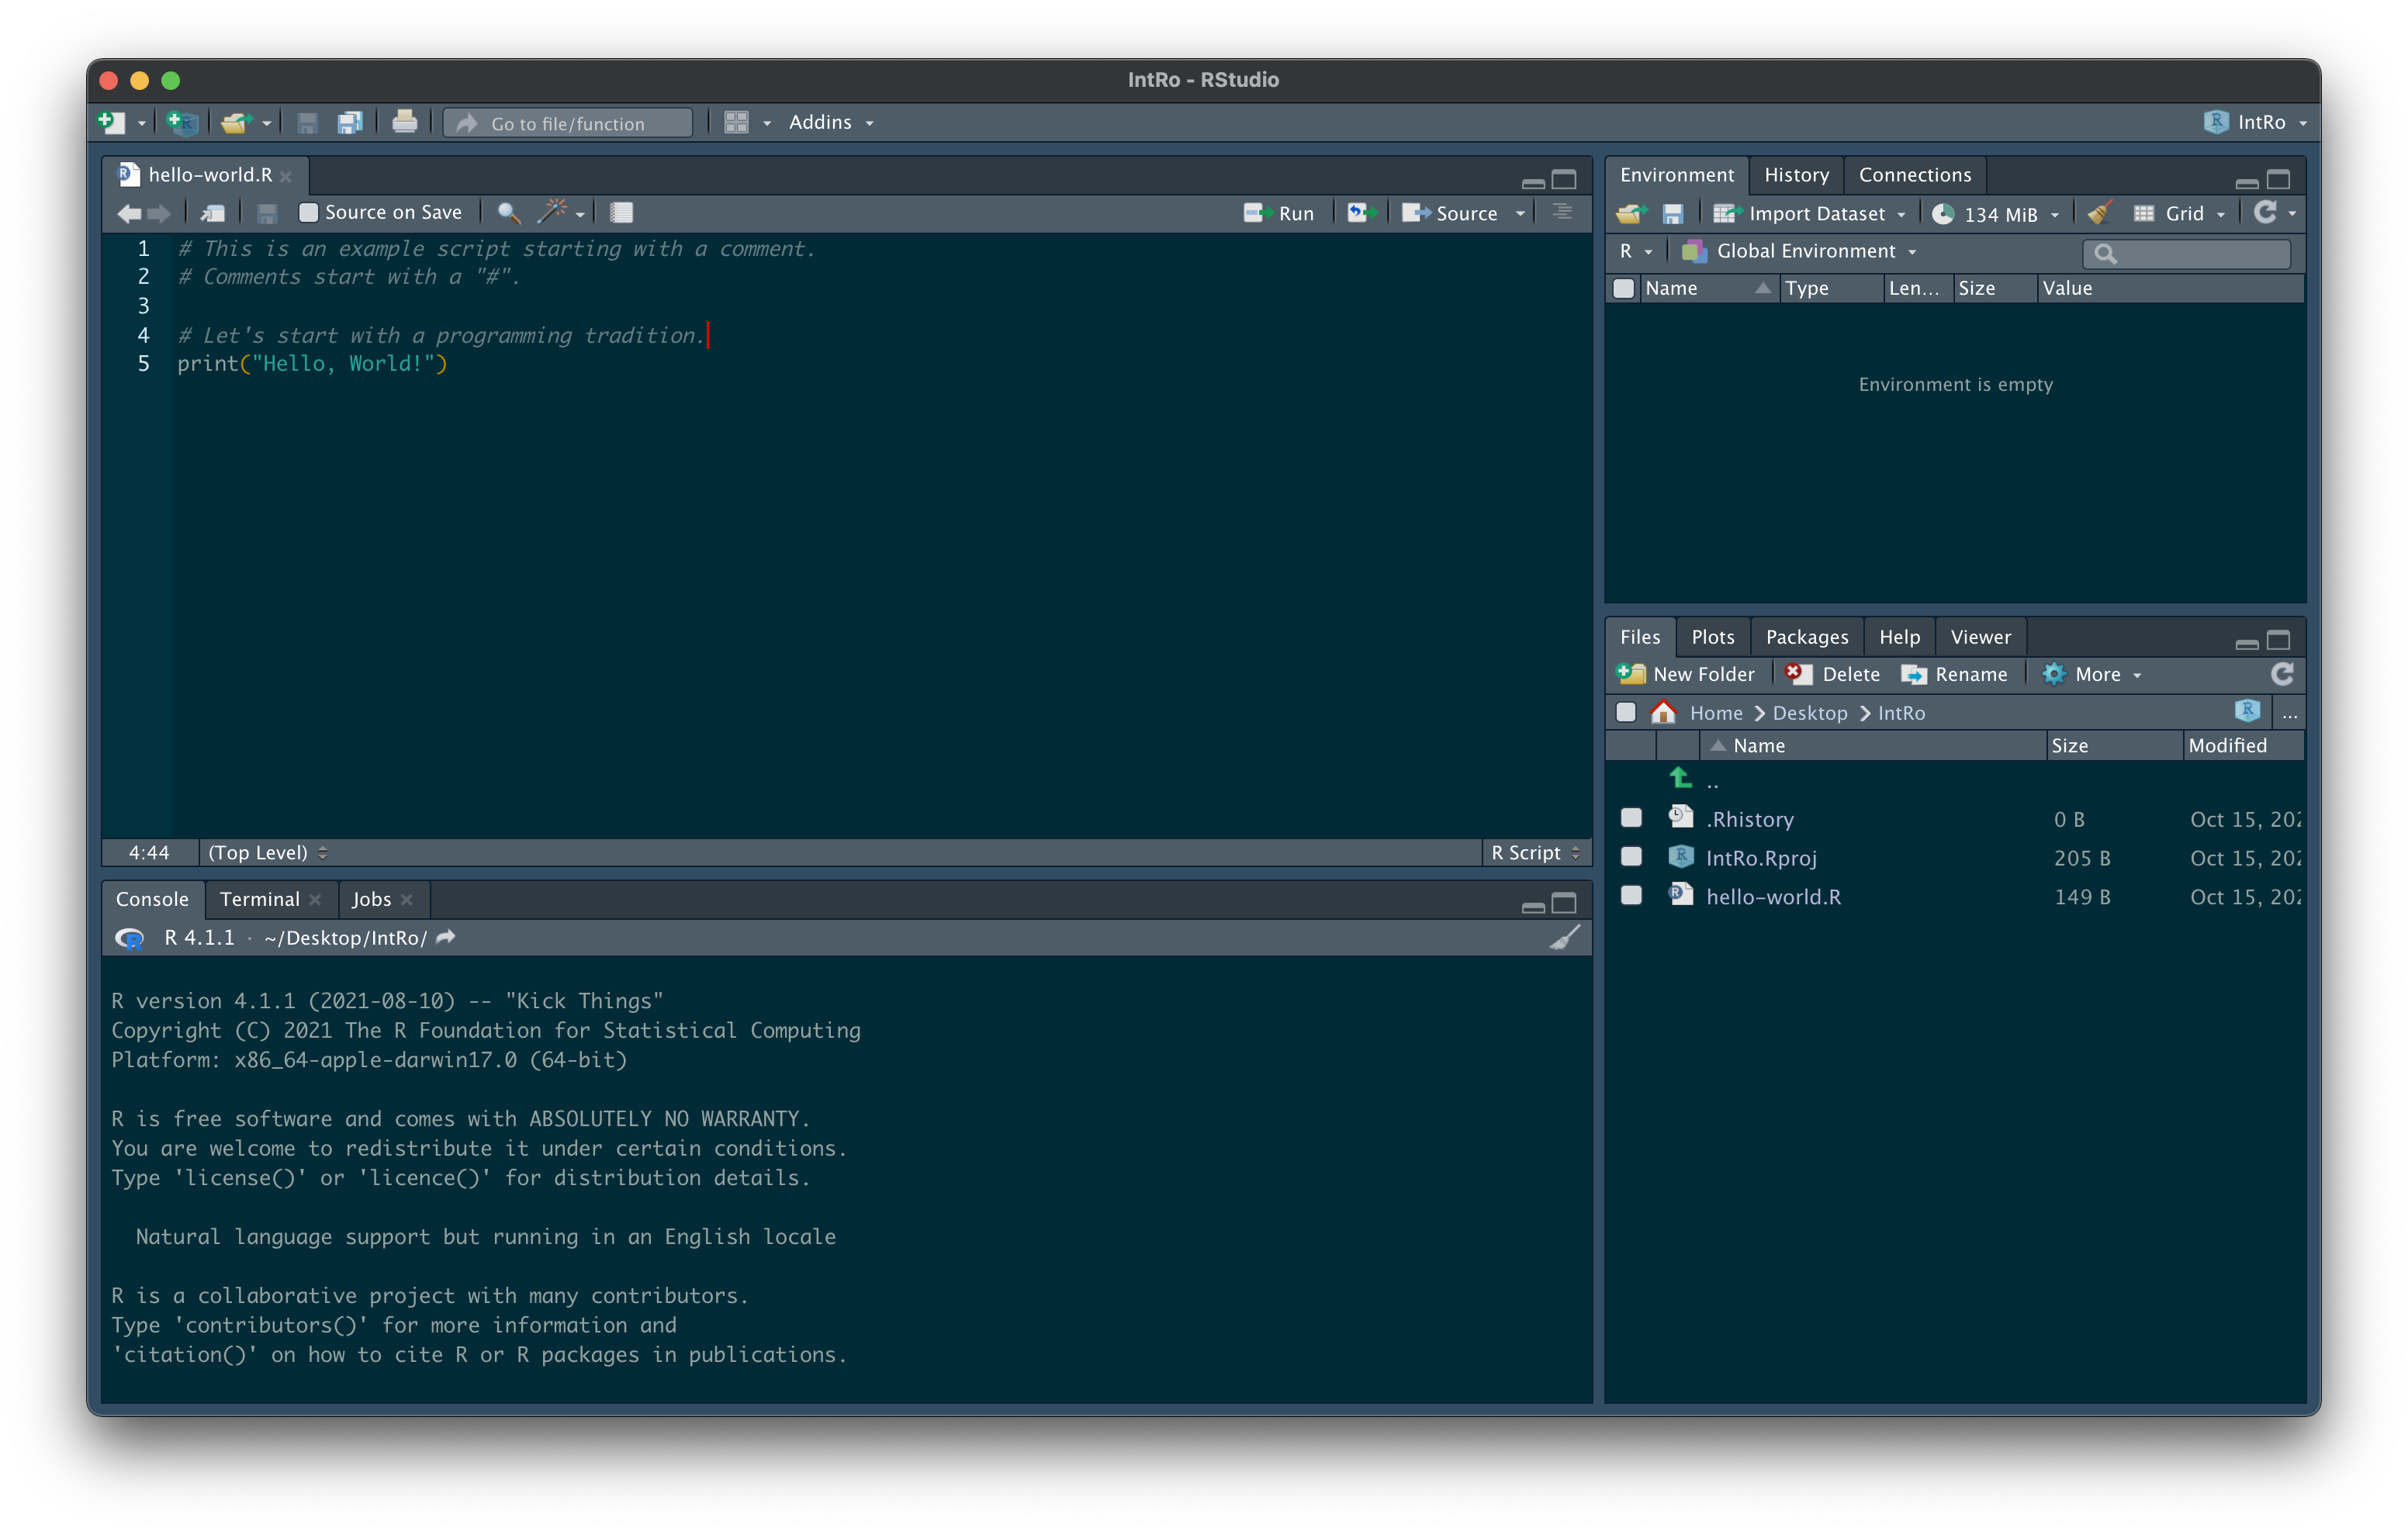 IntRo - RStudio
Go to file/function
Addins
IntRo
hello-world.R
Source on Save
Run
Source
1 # This is an example script starting with a comment.
2 # Comments start with a "#".
3
4 # Let's start with a programming tradition.
5 print("Hello, World!")
4:44
(Top Level)
R Script
Console
Terminal
Jobs
R 4.1.1 · ~/Desktop/IntRo/
R version 4.1.1 (2021-08-10) -- "Kick Things"
Copyright (C) 2021 The R Foundation for Statistical Computing
Platform: x86_64-apple-darwin17.0 (64-bit)
R is free software and comes with ABSOLUTELY NO WARRANTY.
You are welcome to redistribute it under certain conditions.
Type 'license()' or 'licence()' for distribution details.
Natural language support but running in an English locale
R is a collaborative project with many contributors.
Type 'contributors()' for more information and
'citation()' on how to cite R or R packages in publications.
Environment
History
Connections
Import Dataset
134 MiB
Grid
R
Global Environment
Name
Type
Len...
Size
Value
Environment is empty
Files
Plots
Packages
Help
Viewer
New Folder
Delete
Rename
More
Home
Desktop
IntRo
...
Name
Size
Modified
..
.Rhistory 0 B Oct 15, 202
IntRo.Rproj 205 B Oct 15, 202
hello-world.R 149 B Oct 15, 202